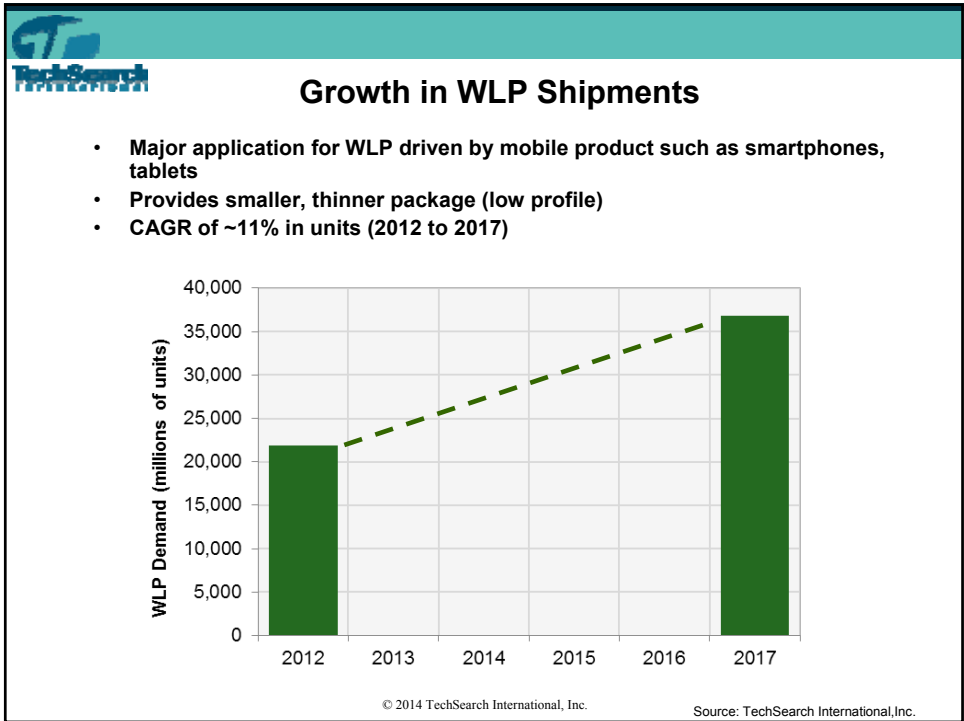 TechSearch
International
Growth in WLP Shipments
• Major application for WLP driven by mobile product such as smartphones,
tablets
• Provides smaller, thinner package (low profile)
• CAGR of ~11% in units (2012 to 2017)
WLP Demand (millions of units)
40,000
35,000
30,000
25,000
20,000
15,000
10,000
5,000
0
2012 2013 2014 2015 2016 2017
© 2014 TechSearch International, Inc.
Source: TechSearch International,Inc.